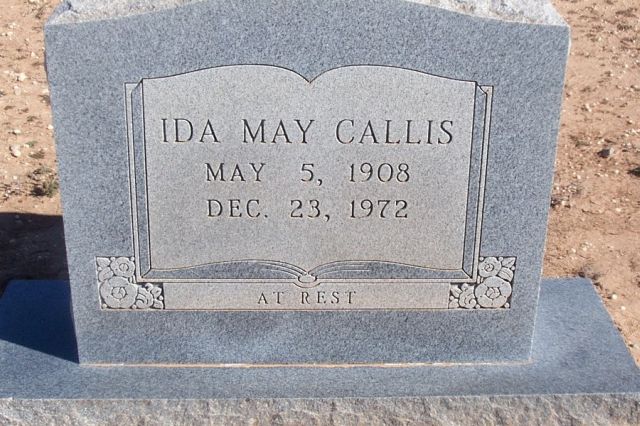 IDA MAY CALLIS
MAY 5, 1908
DEC. 23, 1972
AT REST